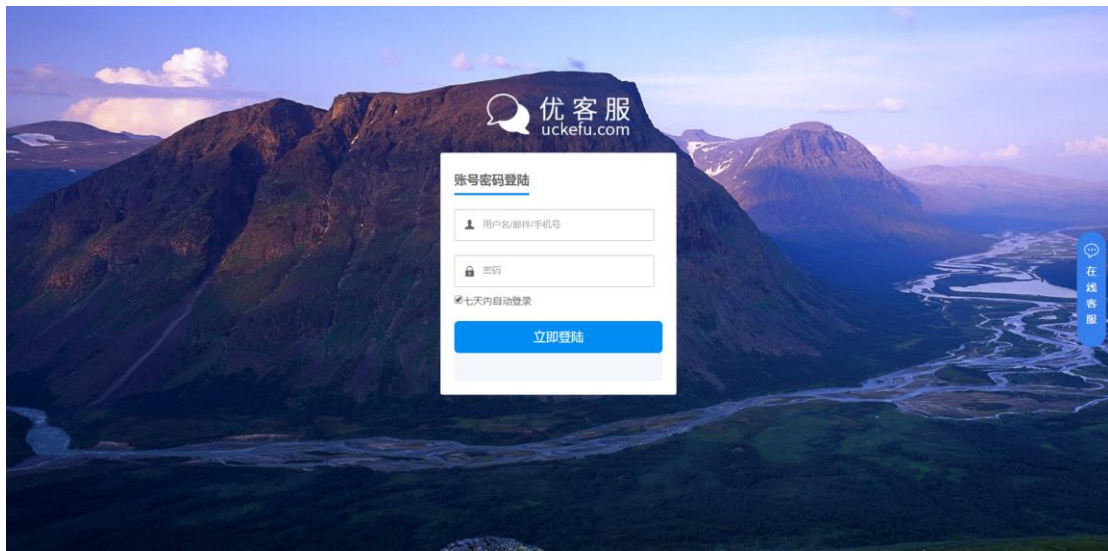 优客服
uckefu.com
账号密码登陆
用户名/邮件/手机号
密码
七天内自动登录
立即登陆
在线客服